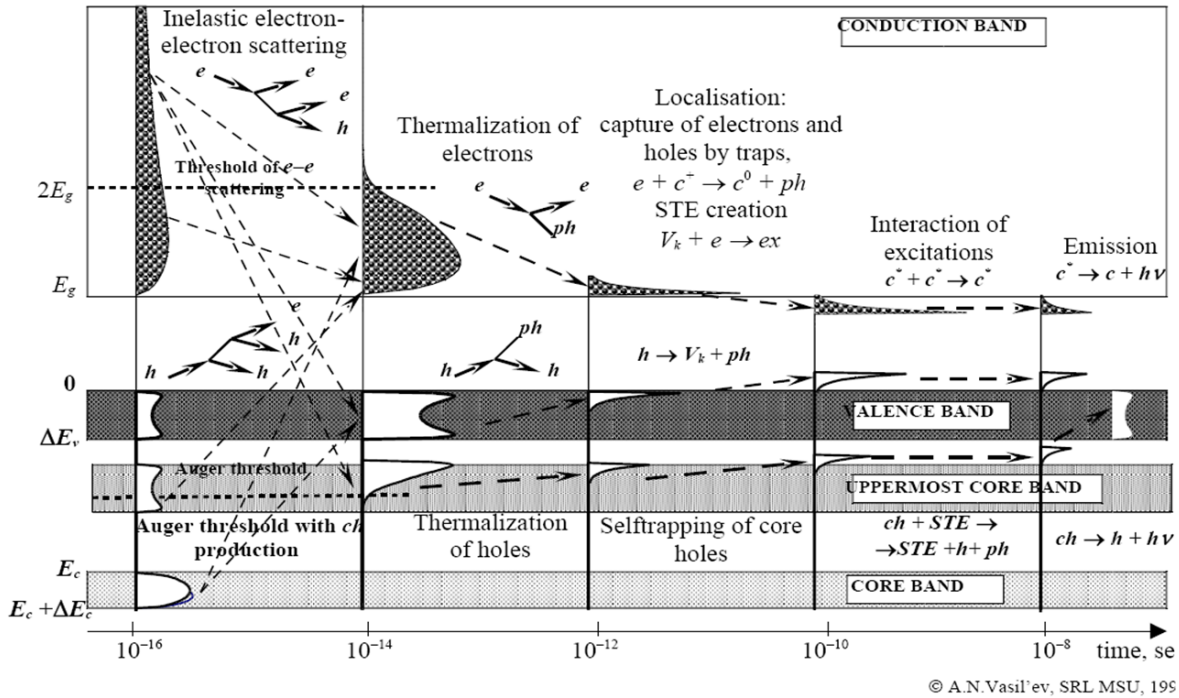 Inelastic electron-
electron scattering
CONDUCTION BAND
e
e
e
h
Localisation:
capture of electrons and
holes by traps,
e + c⁺ → c⁰ + ph
STE creation
Vₖ + e → ex
Thermalization of
electrons
e
e
ph
Threshold of e–e
scattering
2E_g
Interaction of
excitations
c* + c* → c*
Emission
c* → c + hν
E_g
e
h
h
h
ph
h
h
h → Vₖ + ph
0
VALENCE BAND
ΔE_v
Auger threshold
UPPERMOST CORE BAND
Auger threshold with ch
production
Thermalization
of holes
Selftrapping of core
holes
ch + STE →
→STE +h+ ph
ch → h + hν
E_c
CORE BAND
E_c +ΔE_c
10⁻¹⁶
10⁻¹⁴
10⁻¹²
10⁻¹⁰
10⁻⁸
time, se
© A.N.Vasil'ev, SRL MSU, 199